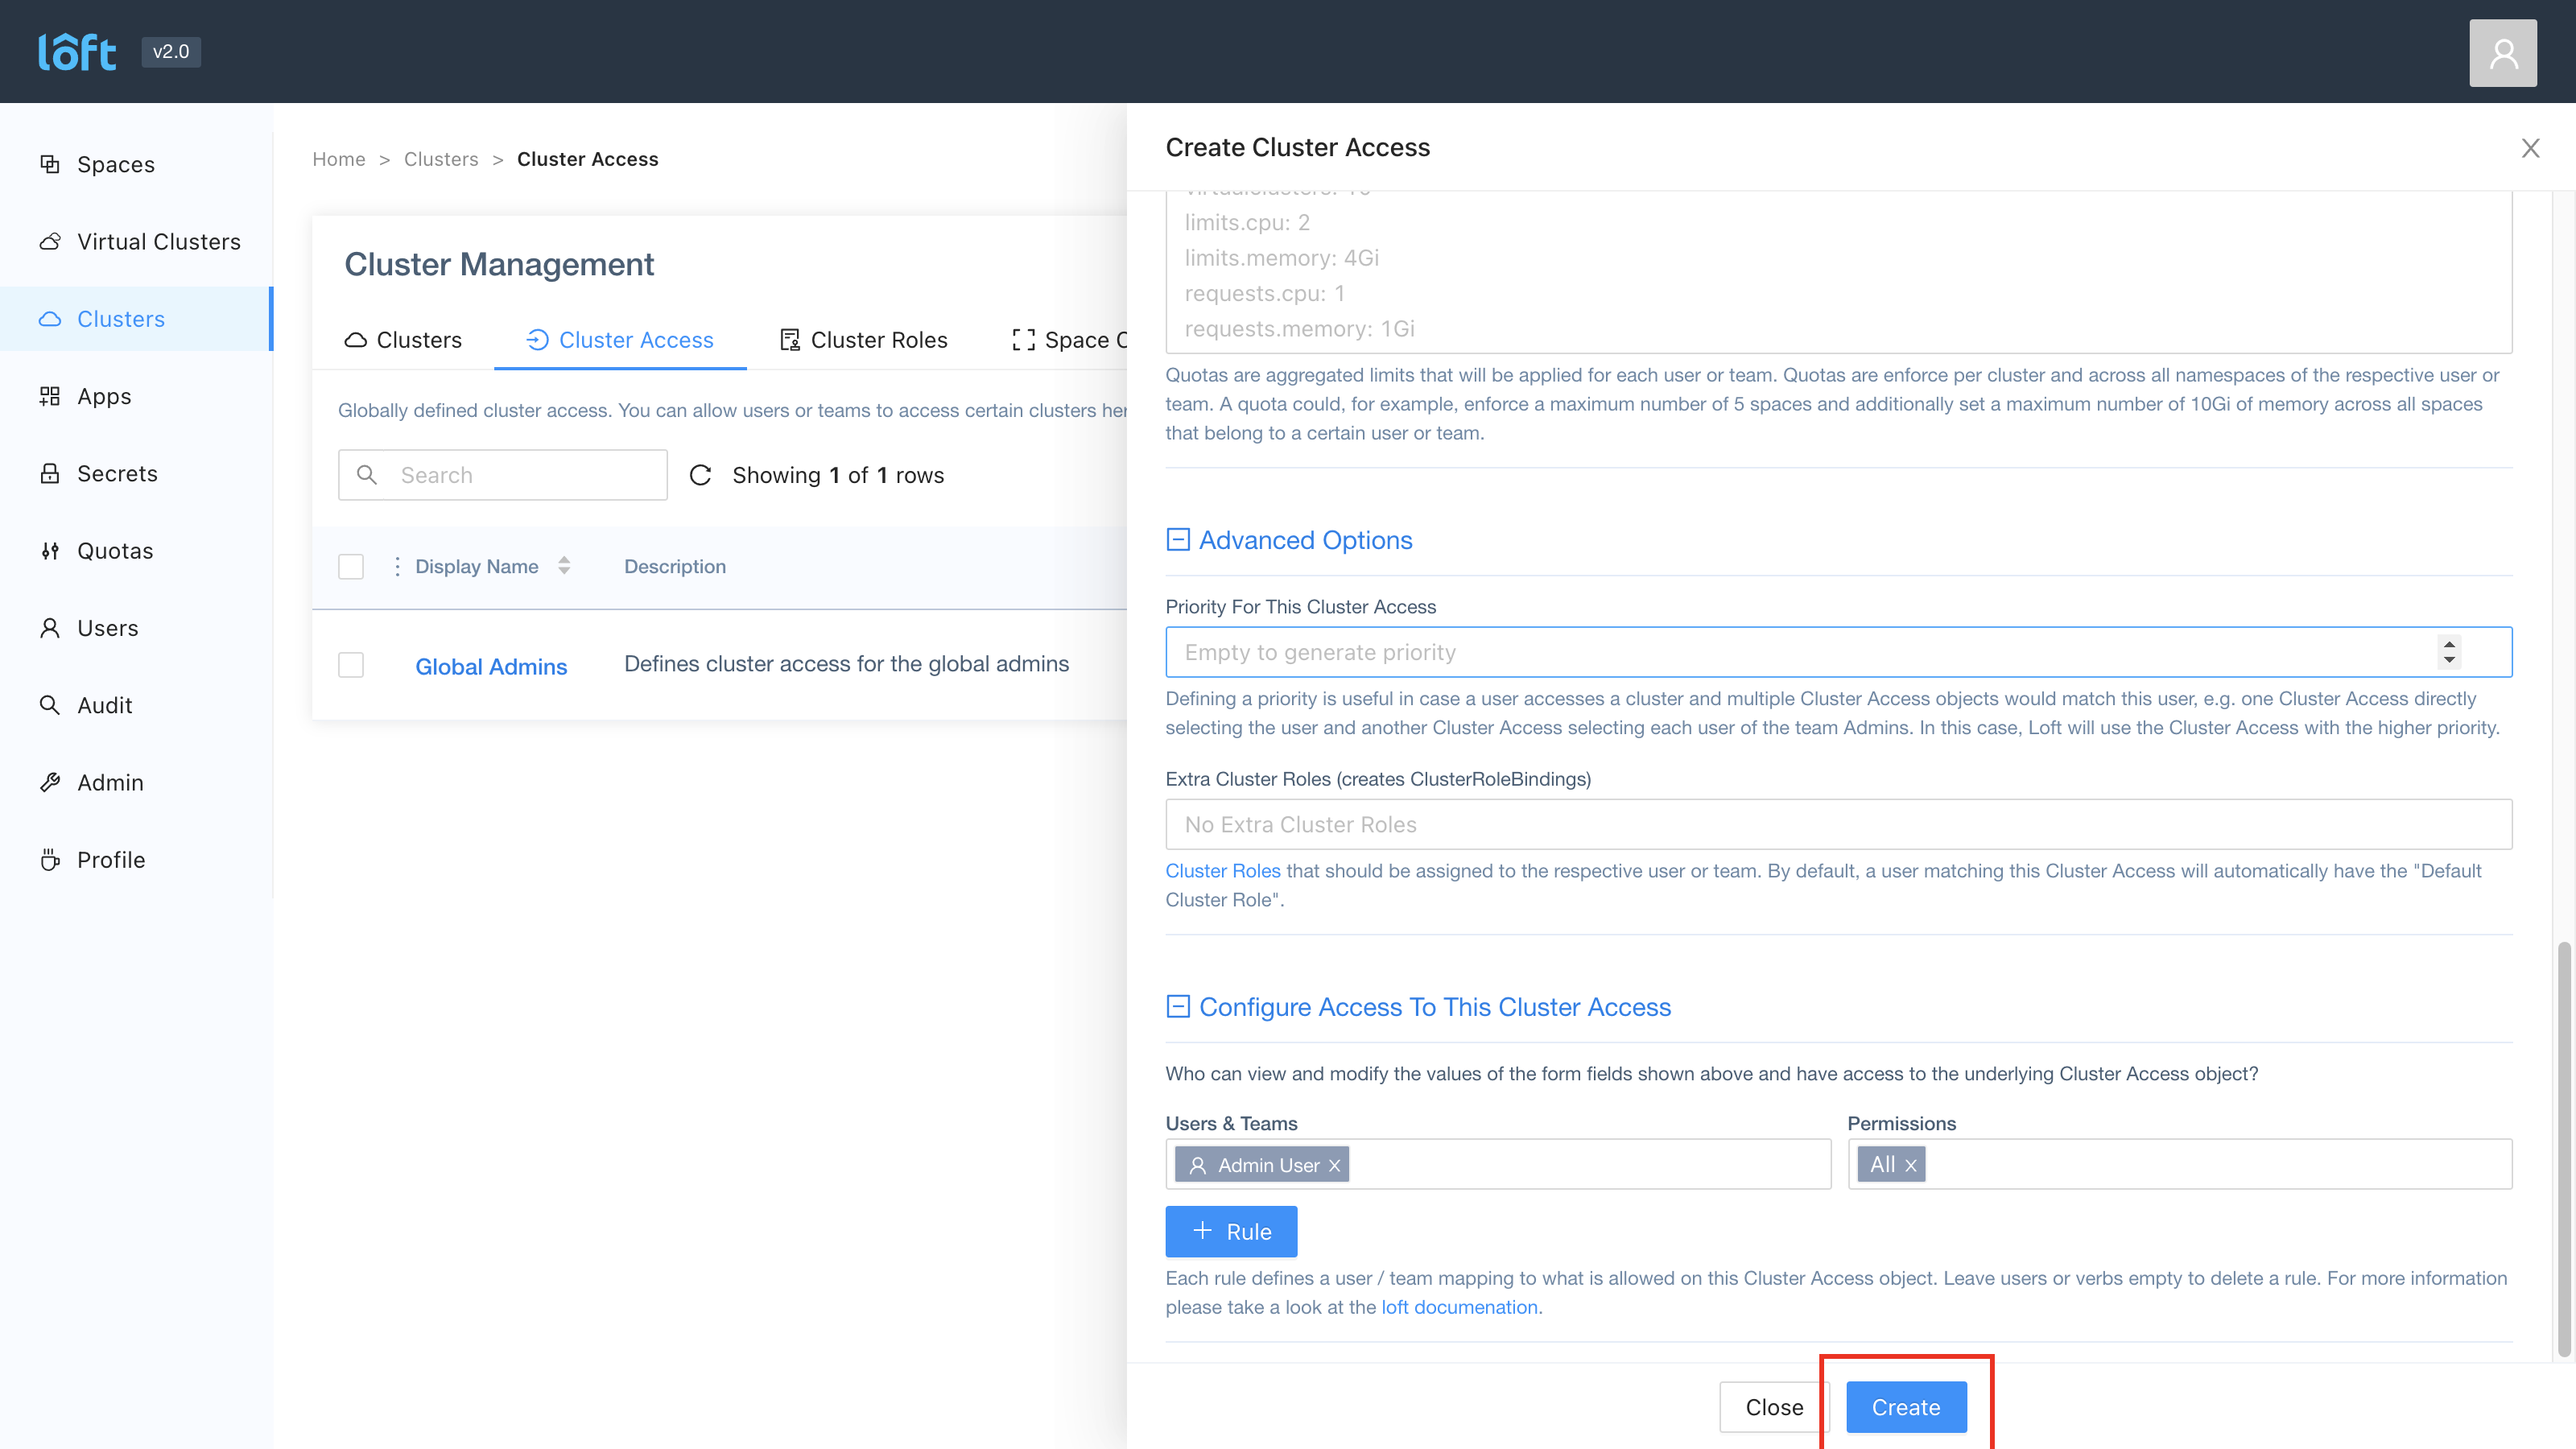 loft
v2.0
Spaces
Virtual Clusters
Clusters
Apps
Secrets
Quotas
Users
Audit
Admin
Profile
Home > Clusters > Cluster Access
Cluster Management
Clusters
Cluster Access
Cluster Roles
Space C
Globally defined cluster access. You can allow users or teams to access certain clusters her
Search
Showing 1 of 1 rows
Display Name
Description
Global Admins
Defines cluster access for the global admins
Create Cluster Access
limits.cpu: 2
limits.memory: 4Gi
requests.cpu: 1
requests.memory: 1Gi
Quotas are aggregated limits that will be applied for each user or team. Quotas are enforce per cluster and across all namespaces of the respective user or
team. A quota could, for example, enforce a maximum number of 5 spaces and additionally set a maximum number of 10Gi of memory across all spaces
that belong to a certain user or team.
Advanced Options
Priority For This Cluster Access
Empty to generate priority
Defining a priority is useful in case a user accesses a cluster and multiple Cluster Access objects would match this user, e.g. one Cluster Access directly
selecting the user and another Cluster Access selecting each user of the team Admins. In this case, Loft will use the Cluster Access with the higher priority.
Extra Cluster Roles (creates ClusterRoleBindings)
No Extra Cluster Roles
Cluster Roles that should be assigned to the respective user or team. By default, a user matching this Cluster Access will automatically have the "Default
Cluster Role".
Configure Access To This Cluster Access
Who can view and modify the values of the form fields shown above and have access to the underlying Cluster Access object?
Users & Teams
Permissions
Admin User
All
+ Rule
Each rule defines a user / team mapping to what is allowed on this Cluster Access object. Leave users or verbs empty to delete a rule. For more information
please take a look at the loft documenation.
Close
Create